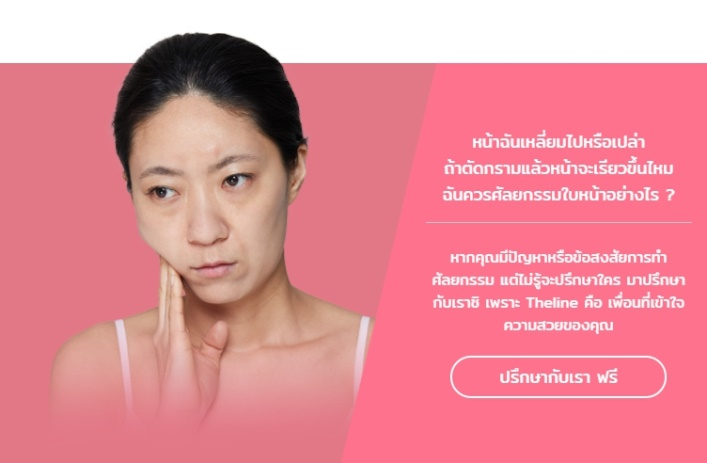 หน้าฉันเหลี่ยมไปหรือเปล่า
ถ้าตัดกรามแล้วหน้าจะเรียวขึ้นไหม
ฉันควรศัลยกรรมใบหน้าอย่างไร ?
หากคุณมีปัญหาหรือข้อสงสัยการทำ
ศัลยกรรม แต่ไม่รู้จะปรึกษาใคร มาปรึกษา
กับเราซิ เพราะ Theline คือ เพื่อนที่เข้าใจ
ความสวยของคุณ
ปรึกษากับเรา ฟรี